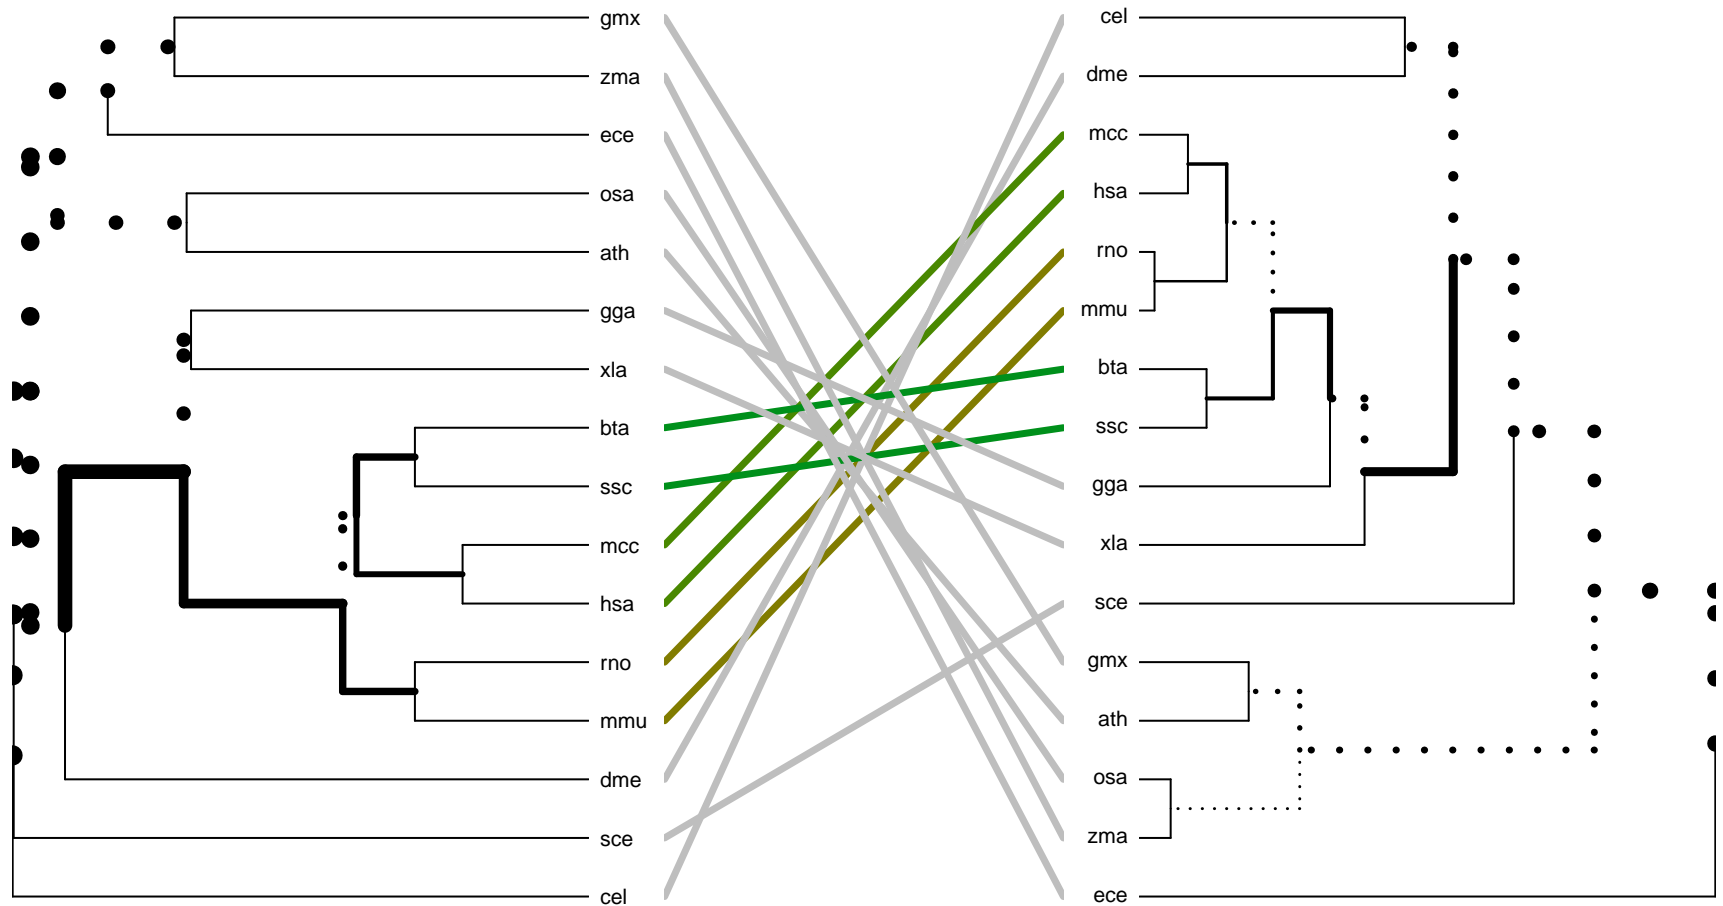 gmx
zma
ece
osa
ath
gga
xla
bta
ssc
mcc
hsa
rno
mmu
dme
sce
cel
cel
dme
mcc
hsa
rno
mmu
bta
ssc
gga
xla
sce
gmx
ath
osa
zma
ece